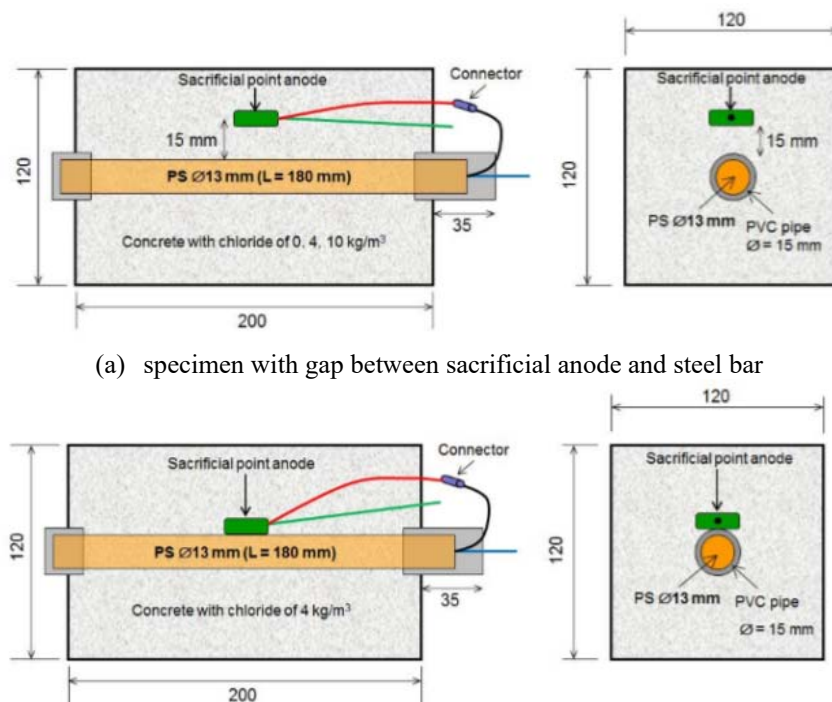 120
Sacrificial point anode
Connector
Sacrificial point anode
120
15 mm
PS Ø13 mm (L = 180 mm)
35
Concrete with chloride of 0, 4, 10 kg/m³
200
120
15 mm
PS Ø13 mm
PVC pipe
Ø = 15 mm
(a) specimen with gap between sacrificial anode and steel bar
120
Connector
Sacrificial point anode
Sacrificial point anode
120
PS Ø13 mm (L = 180 mm)
35
Concrete with chloride of 4 kg/m³
200
120
PS Ø13 mm
PVC pipe
Ø = 15 mm